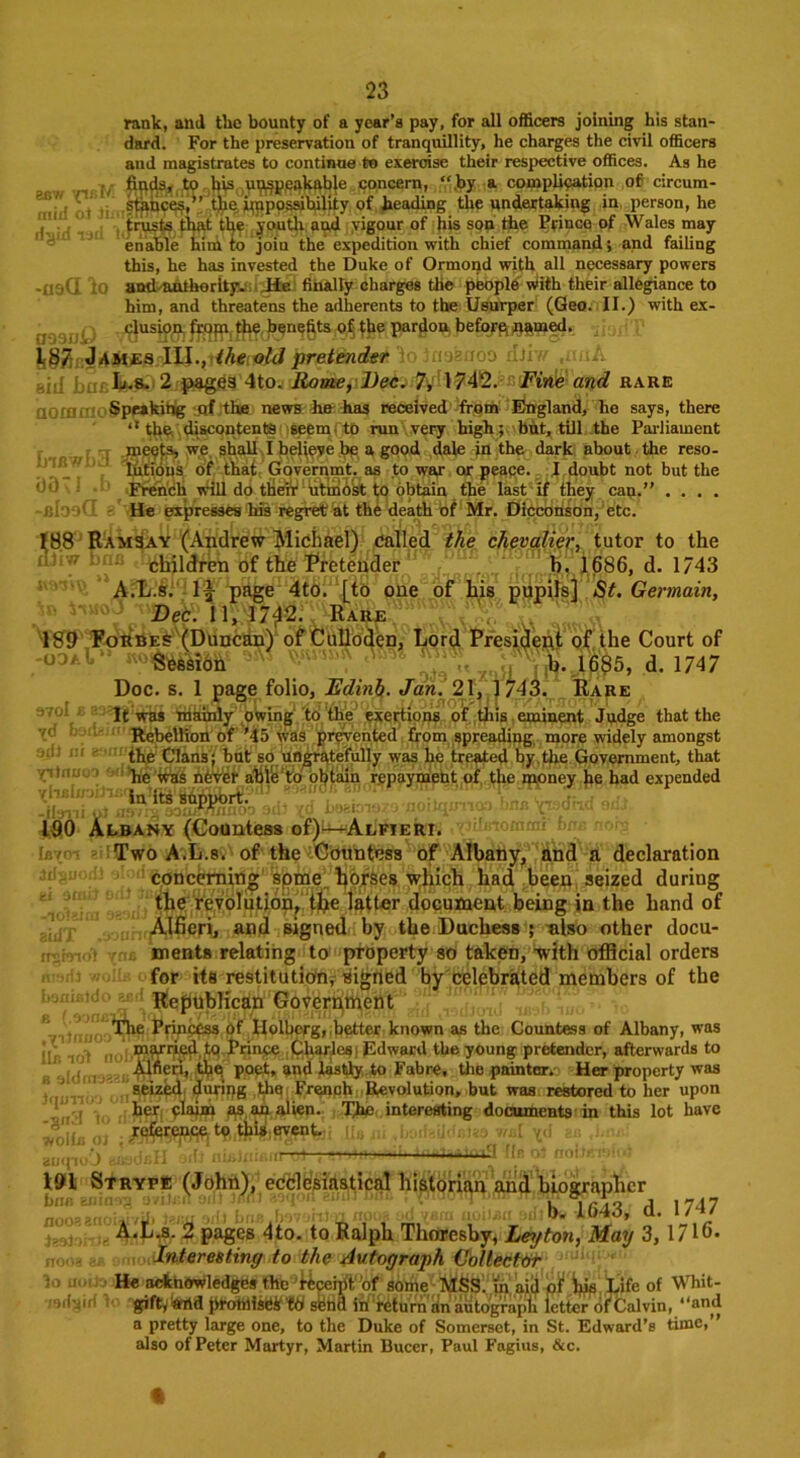 23
rank, and the bounty of a year's pay, for all officers joining his stan-
dard. For the preservation of tranquillity, he charges the civil officers
and magistrates to continue to exercise their respective offices. As he
finds, to his unspeakable concern, “by a complication of circum-
stances,” the impossibility of heading the undertaking in person, he
trusts that the youth and vigour of his son the Prince of Wales may
enable him to join the expedition with chief command; and failing
this, he has invested the Duke of Ormond with all necessary powers
and authority. He finally charges the people with their allegiance to
him, and threatens the adherents to the Usurper (Geo. II.) with ex-
clusion from the benefits of the pardon before named.
187 JAMES III., the old pretender
L.s. 2 pages 4to. Rome, Dec. 7, 1742. Fine and RARE
Speaking of the news he has received from England, he says, there
“the discontents seem to run very high; but, till the Parliament
meets, we shall I believe be a good dale in the dark about the reso-
lutions of that Governmt. as to war or peace. I doubt not but the
French will do their utmost to obtain the last if they can.” . . . .
He expresses his regret at the death of Mr. Dicconson, etc.
188 RAMSAY (Andrew Michael) called the chevalier, tutor to the
children of the Pretender b. 1686, d. 1743
A.L.s. 1¾ page 4to. [to one of his pupils] St. Germain,
Dec. 11, 1742. RARE
189 FORBES (Duncan) of Culloden, Lord President of the Court of
Session b. 1685, d. 1747
Doc. s. 1 page folio, Edinb. Jan. 21, 1743. RARE
It was mainly owing to the exertions of this eminent Judge that the
Rebellion of '45 was prevented from spreading more widely amongst
the Clans; but so ungratefully was he treated by the Government, that
he was never able to obtain repayment of the money he had expended
in its support.
190 ALBANY (Countess of)—ALFIERI.
Two A.L.s. of the Countess of Albany, and a declaration
concerning some horses which had been seized during
the revolution, the latter document being in the hand of
Alfieri, and signed by the Duchess; also other docu-
ments relating to property so taken, with official orders
for its restitution, signed by celebrated members of the
Republican Government
The Princess of Holberg, better known as the Countess of Albany, was
married to Prince Charles Edward the young pretender, afterwards to
Alfieri, the poet, and lastly to Fabre, the painter. Her property was
seized, during the French Revolution, but was restored to her upon
her claim as an alien. The interesting documents in this lot have
reference to this event.
191 STRYPE (John), ecclesiastical historian and biographer
b. 1643, d. 1747
A.L.s. 2 pages 4to. to Ralph Thoresby, Leyton, May 3, 1716.
Interesting to the Autograph Collector
He acknowledges the receipt of some MSS. in aid of his Life of Whit-
gift, and promises to send in return an autograph letter of Calvin, “and
a pretty large one, to the Duke of Somerset, in St. Edward's time,”
also of Peter Martyr, Martin Bucer, Paul Fagius, &c.